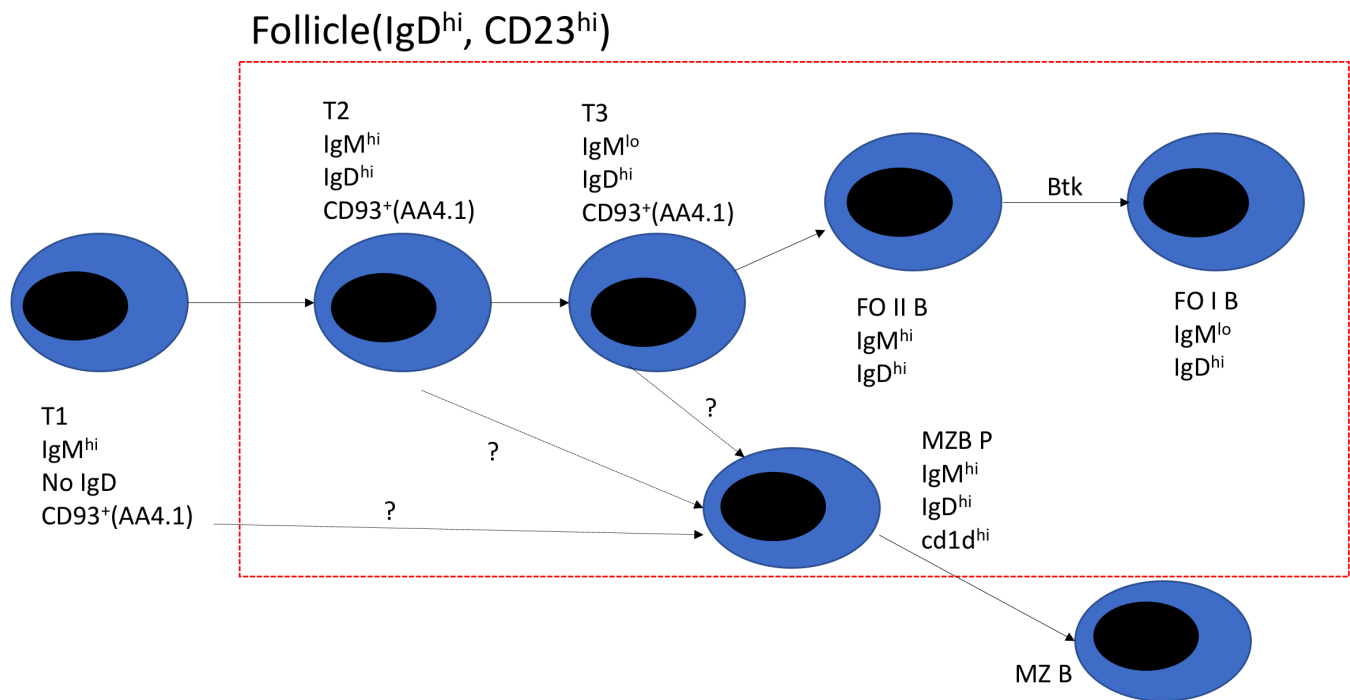 Follicle(IgDhi, CD23hi)
T2
IgMhi
IgDhi
CD93+(AA4.1)
T3
IgMlo
IgDhi
CD93+(AA4.1)
Btk
FO II B
IgMhi
IgDhi
FO I B
IgMlo
IgDhi
T1
IgMhi
No IgD
CD93+(AA4.1)
?
?
?
MZB P
IgMhi
IgDhi
cd1dhi
MZ B